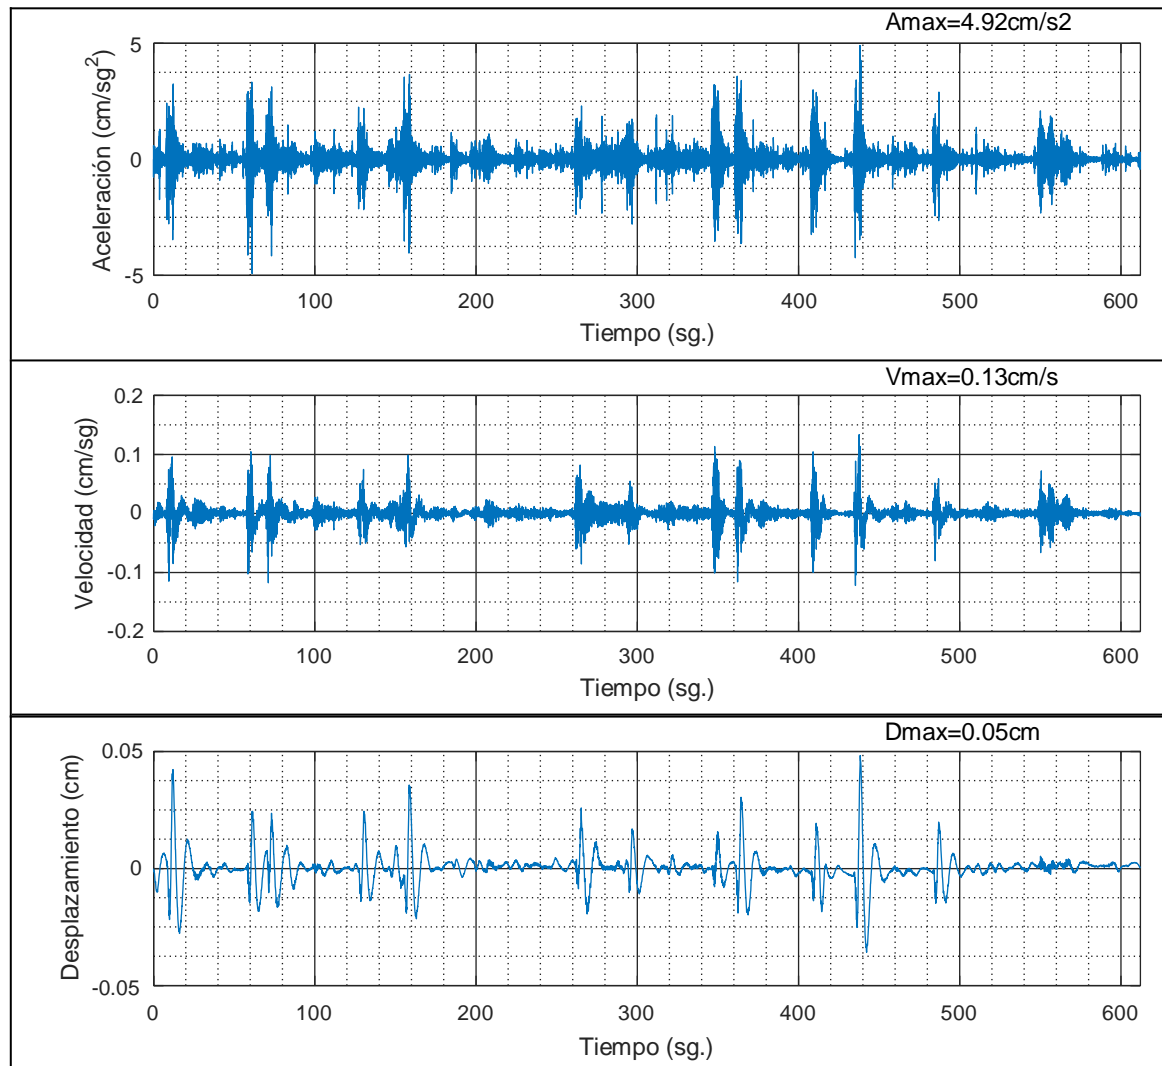 Amax=4.92cm/s2
Aceleración (cm/sg²)
5
0
-5
0 100 200 300 400 500 600
Tiempo (sg.)
Vmax=0.13cm/s
Velocidad (cm/sg)
0.2
0.1
0
-0.1
-0.2
0 100 200 300 400 500 600
Tiempo (sg.)
Dmax=0.05cm
Desplazamiento (cm)
0.05
0
-0.05
0 100 200 300 400 500 600
Tiempo (sg.)